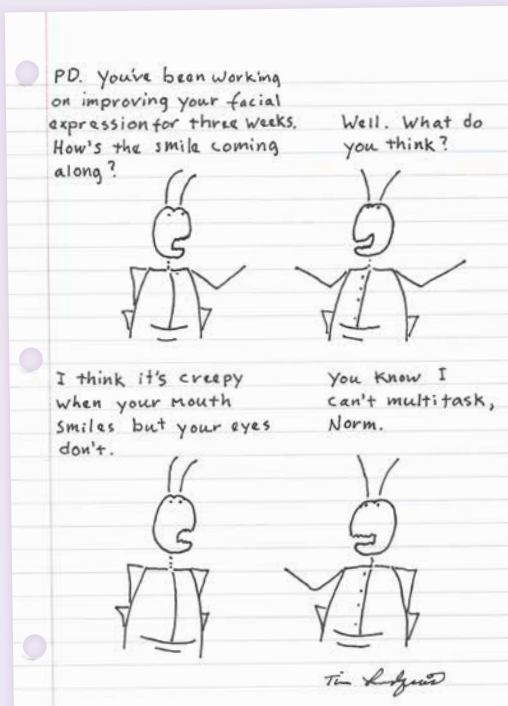 PD. You've been working
on improving your facial
expression for three weeks.
How's the smile coming
along?
Well. What do
you think?
I think it's creepy
when your mouth
smiles but your eyes
don't.
You know I
can't multitask,
Norm.
Tim